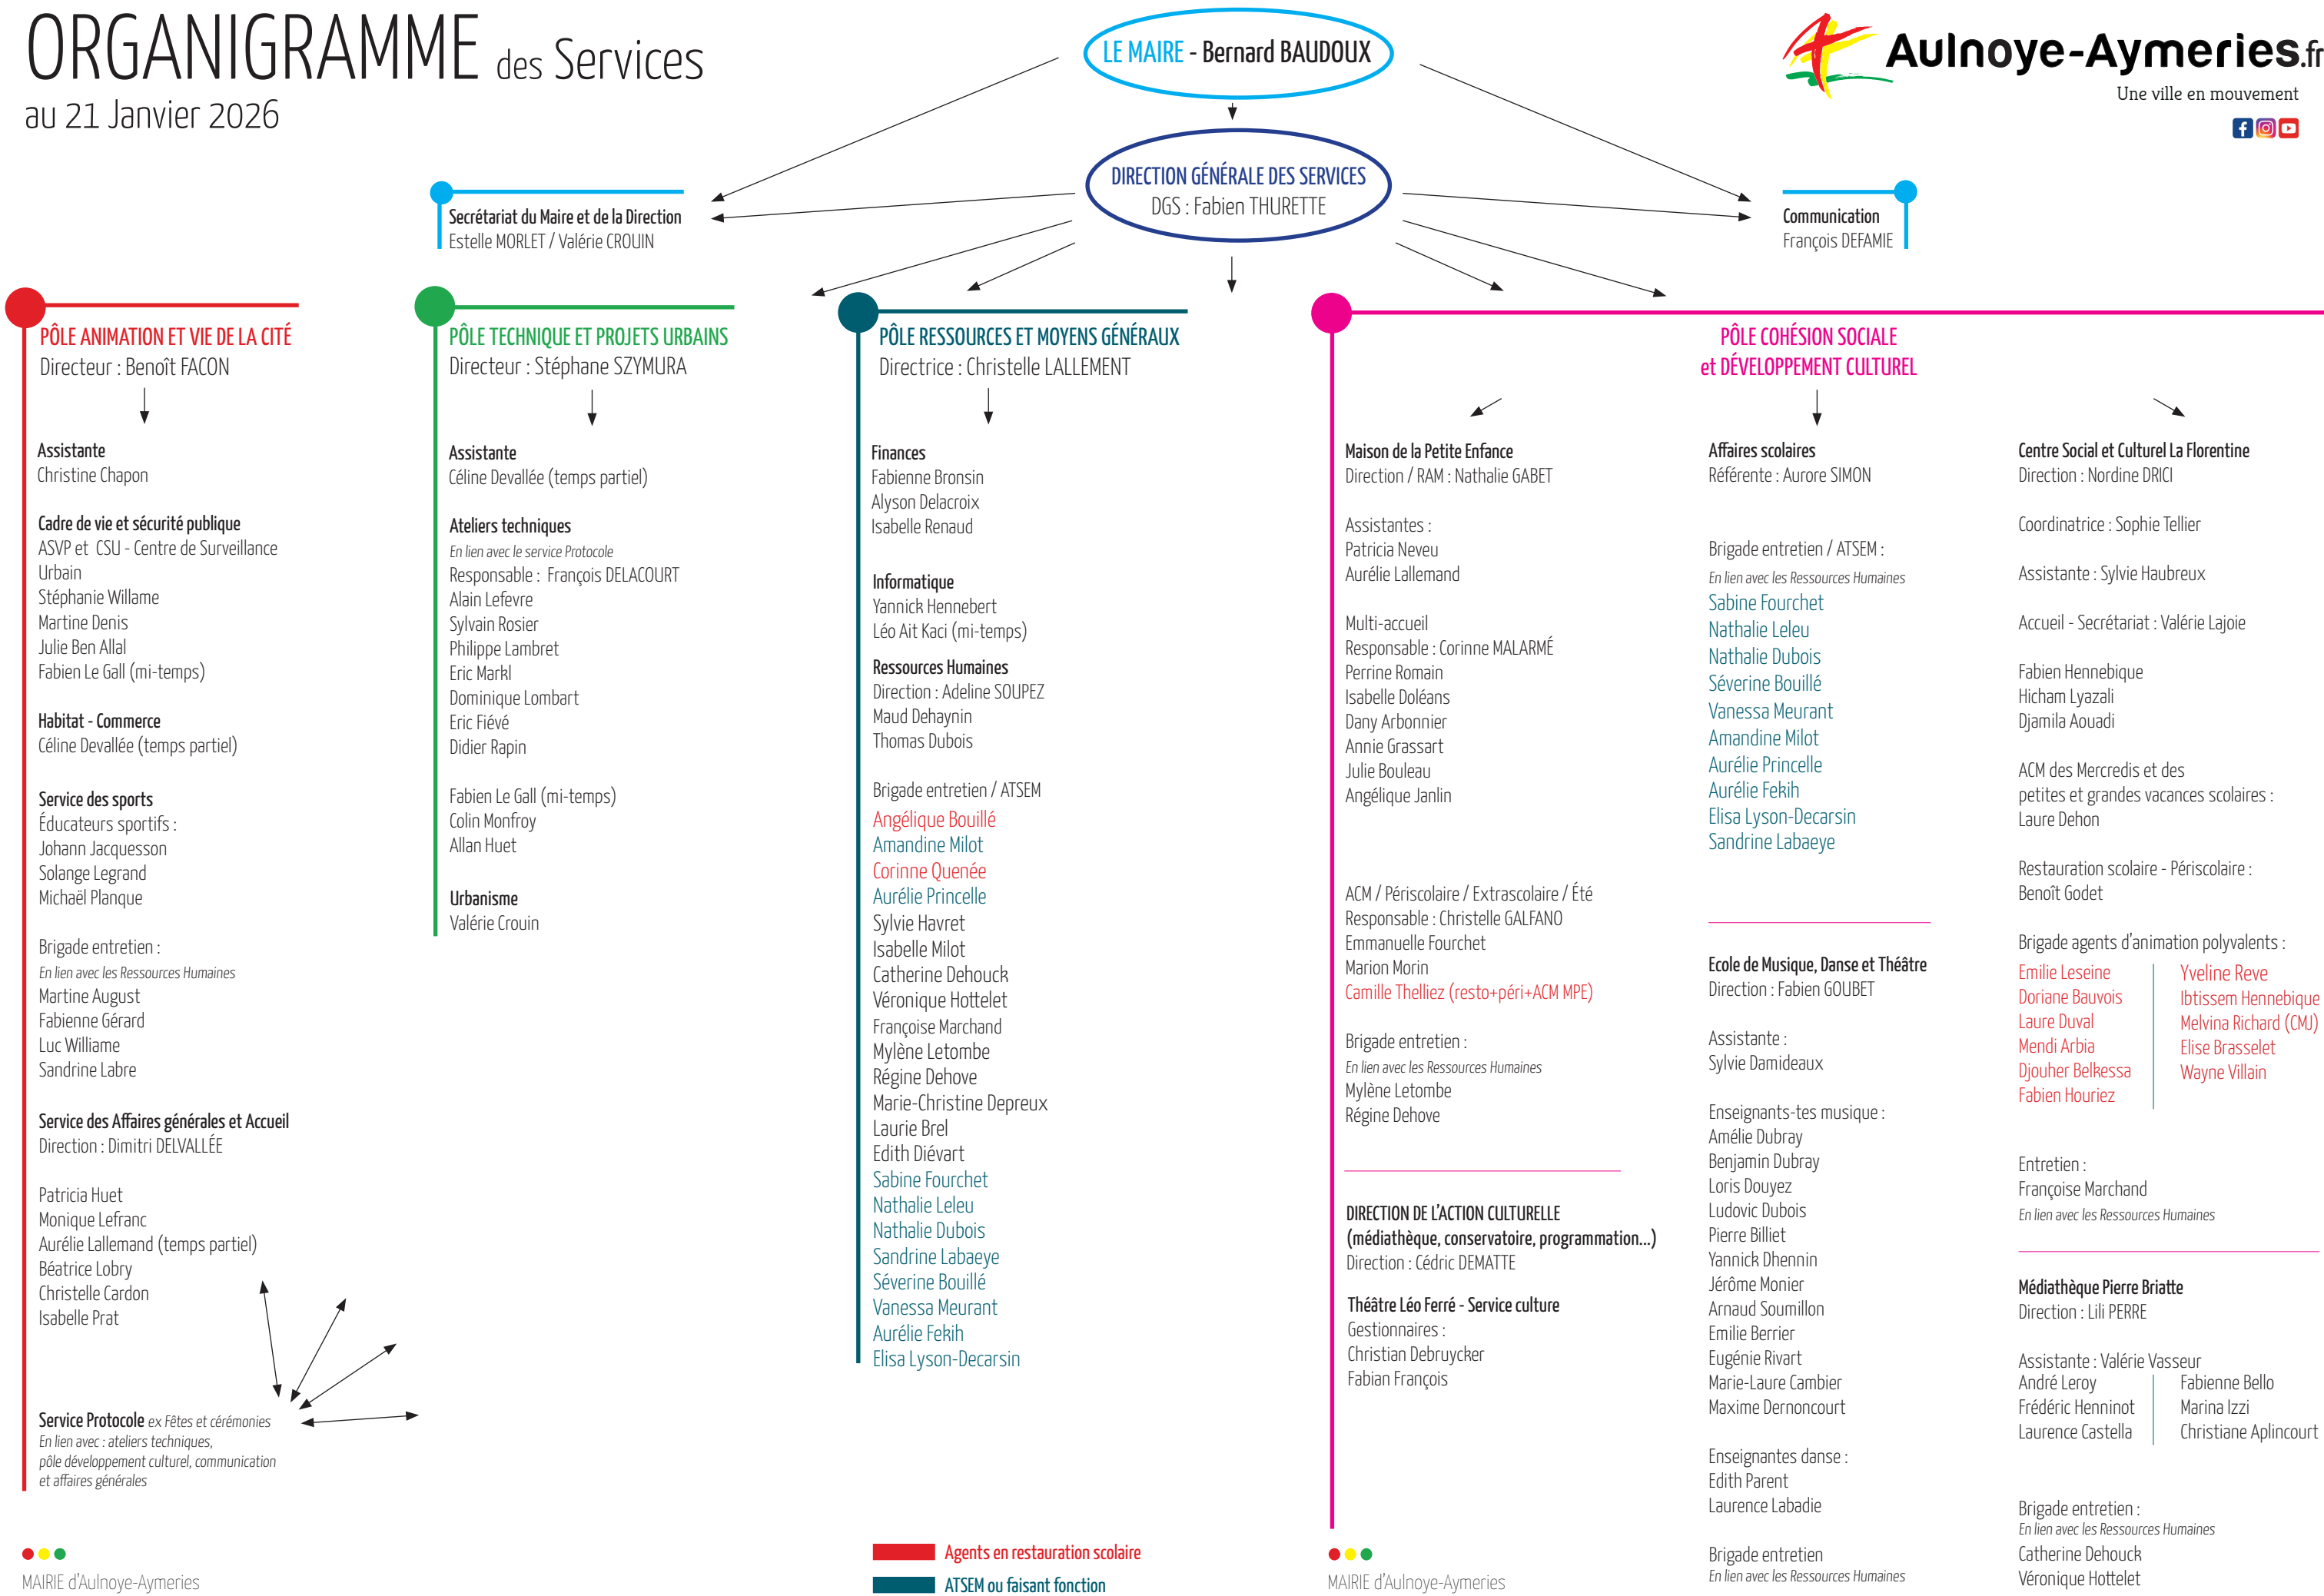 ORGANIGRAMME des Services
au 21 Janvier 2026
LE MAIRE - Bernard BAUDOUX
DIRECTION GÉNÉRALE DES SERVICES
DGS : Fabien THURETTE
Aulnoye-Aymeries.fr
Une ville en mouvement
Secrétariat du Maire et de la Direction
Estelle MORLET / Valérie CROUIN
Communication
François DEFAMIE
PÔLE ANIMATION ET VIE DE LA CITÉ
Directeur : Benoît FACON
Assistante
Christine Chapon
Cadre de vie et sécurité publique
ASVP et CSU - Centre de Surveillance
Urbain
Stéphanie Willame
Martine Denis
Julie Ben Allal
Fabien Le Gall (mi-temps)
Habitat - Commerce
Céline Devallée (temps partiel)
Service des sports
Éducateurs sportifs :
Johann Jacquesson
Solange Legrand
Michaël Planque
Brigade entretien :
En lien avec les Ressources Humaines
Martine August
Fabienne Gérard
Luc Williame
Sandrine Labre
Service des Affaires générales et Accueil
Direction : Dimitri DELVALLÉE
Patricia Huet
Monique Lefranc
Aurélie Lallemand (temps partiel)
Béatrice Lobry
Christelle Cardon
Isabelle Prat
Service Protocole ex Fêtes et cérémonies
En lien avec : ateliers techniques,
pôle développement culturel, communication
et affaires générales
MAIRIE d'Aulnoye-Aymeries
PÔLE TECHNIQUE ET PROJETS URBAINS
Directeur : Stéphane SZYMURA
Assistante
Céline Devallée (temps partiel)
Ateliers techniques
En lien avec le service Protocole
Responsable : François DELACOURT
Alain Lefevre
Sylvain Rosier
Philippe Lambret
Eric Markl
Dominique Lombart
Eric Fiévé
Didier Rapin
Fabien Le Gall (mi-temps)
Colin Monfroy
Allan Huet
Urbanisme
Valérie Crouin
PÔLE RESSOURCES ET MOYENS GÉNÉRAUX
Directrice : Christelle LALLEMENT
Finances
Fabienne Bronsin
Alyson Delacroix
Isabelle Renaud
Informatique
Yannick Hennebert
Léo Ait Kaci (mi-temps)
Ressources Humaines
Direction : Adeline SOUPEZ
Maud Dehaynin
Thomas Dubois
Brigade entretien / ATSEM
Angélique Bouillé
Amandine Milot
Corinne Quenée
Aurélie Princelle
Sylvie Havret
Isabelle Milot
Catherine Dehouck
Véronique Hottelet
Françoise Marchand
Mylène Letombe
Régine Dehove
Marie-Christine Depreux
Laurie Brel
Edith Diévart
Sabine Fourchet
Nathalie Leleu
Nathalie Dubois
Sandrine Labaeye
Séverine Bouillé
Vanessa Meurant
Aurélie Fekih
Elisa Lyson-Decarsin
Agents en restauration scolaire
ATSEM ou faisant fonction
PÔLE COHÉSION SOCIALE
et DÉVELOPPEMENT CULTUREL
Maison de la Petite Enfance
Direction / RAM : Nathalie GABET
Assistantes :
Patricia Neveu
Aurélie Lallemand
Multi-accueil
Responsable : Corinne MALARMÉ
Perrine Romain
Isabelle Doléans
Dany Arbonnier
Annie Grassart
Julie Bouleau
Angélique Janlin
ACM / Périscolaire / Extrascolaire / Été
Responsable : Christelle GALFANO
Emmanuelle Fourchet
Marion Morin
Camille Thelliez (resto+péri+ACM MPE)
Brigade entretien :
En lien avec les Ressources Humaines
Mylène Letombe
Régine Dehove
DIRECTION DE L'ACTION CULTURELLE
(médiathèque, conservatoire, programmation...)
Direction : Cédric DEMATTE
Théâtre Léo Ferré - Service culture
Gestionnaires :
Christian Debruycker
Fabian François
MAIRIE d'Aulnoye-Aymeries
Affaires scolaires
Référente : Aurore SIMON
Brigade entretien / ATSEM :
En lien avec les Ressources Humaines
Sabine Fourchet
Nathalie Leleu
Nathalie Dubois
Séverine Bouillé
Vanessa Meurant
Amandine Milot
Aurélie Princelle
Aurélie Fekih
Elisa Lyson-Decarsin
Sandrine Labaeye
Ecole de Musique, Danse et Théâtre
Direction : Fabien GOUBET
Assistante :
Sylvie Damideaux
Enseignants-tes musique :
Amélie Dubray
Benjamin Dubray
Loris Douyez
Ludovic Dubois
Pierre Billiet
Yannick Dhennin
Jérôme Monier
Arnaud Soumillon
Emilie Berrier
Eugénie Rivart
Marie-Laure Cambier
Maxime Dernoncourt
Enseignantes danse :
Edith Parent
Laurence Labadie
Brigade entretien
En lien avec les Ressources Humaines
Centre Social et Culturel La Florentine
Direction : Nordine DRICI
Coordinatrice : Sophie Tellier
Assistante : Sylvie Haubreux
Accueil - Secrétariat : Valérie Lajoie
Fabien Hennebique
Hicham Lyazali
Djamila Aouadi
ACM des Mercredis et des
petites et grandes vacances scolaires :
Laure Dehon
Restauration scolaire - Périscolaire :
Benoît Godet
Brigade agents d'animation polyvalents :
Emilie Leseine
Doriane Bauvois
Laure Duval
Mendi Arbia
Djouher Belkessa
Fabien Houriez
Yveline Reve
Ibtissem Hennebique
Melvina Richard (CMJ)
Elise Brasselet
Wayne Villain
Entretien :
Françoise Marchand
En lien avec les Ressources Humaines
Médiathèque Pierre Briatte
Direction : Lili PERRE
Assistante : Valérie Vasseur
André Leroy
Frédéric Henninot
Laurence Castella
Fabienne Bello
Marina Izzi
Christiane Aplincourt
Brigade entretien :
En lien avec les Ressources Humaines
Catherine Dehouck
Véronique Hottelet